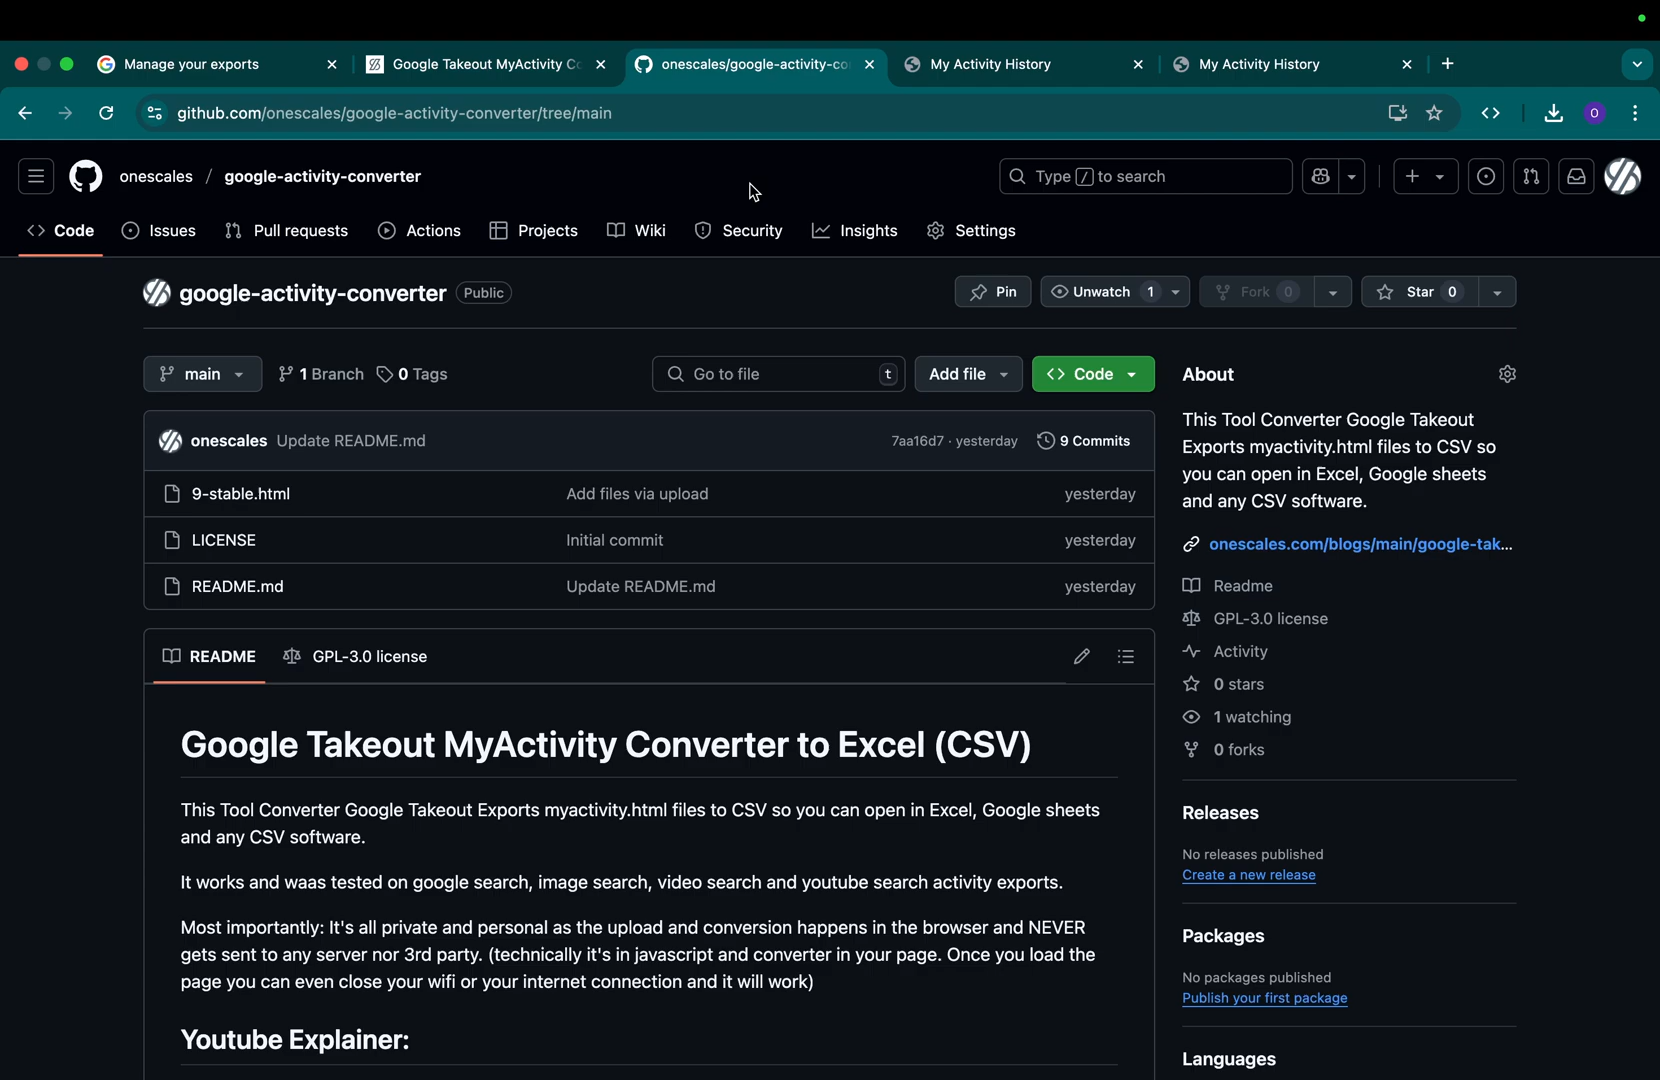 Manage your exports
Google Takeout MyActivity Co
onescales/google-activity-co
My Activity History
My Activity History
github.com/onescales/google-activity-converter/tree/main
O
onescales / google-activity-converter
Type / to search
Code
Issues
Pull requests
Actions
Projects
Wiki
Security
Insights
Settings
google-activity-converter
Public
Pin
Unwatch 1
Fork 0
Star 0
main
1 Branch
0 Tags
Go to file
t
Add file
Code
onescales Update README.md
7aa16d7 · yesterday
9 Commits
9-stable.html
Add files via upload
yesterday
LICENSE
Initial commit
yesterday
README.md
Update README.md
yesterday
README
GPL-3.0 license
Google Takeout MyActivity Converter to Excel (CSV)
This Tool Converter Google Takeout Exports myactivity.html files to CSV so you can open in Excel, Google sheets
and any CSV software.
It works and waas tested on google search, image search, video search and youtube search activity exports.
Most importantly: It's all private and personal as the upload and conversion happens in the browser and NEVER
gets sent to any server nor 3rd party. (technically it's in javascript and converter in your page. Once you load the
page you can even close your wifi or your internet connection and it will work)
Youtube Explainer:
About
This Tool Converter Google Takeout
Exports myactivity.html files to CSV so
you can open in Excel, Google sheets
and any CSV software.
onescales.com/blogs/main/google-tak...
Readme
GPL-3.0 license
Activity
0 stars
1 watching
0 forks
Releases
No releases published
Create a new release
Packages
No packages published
Publish your first package
Languages